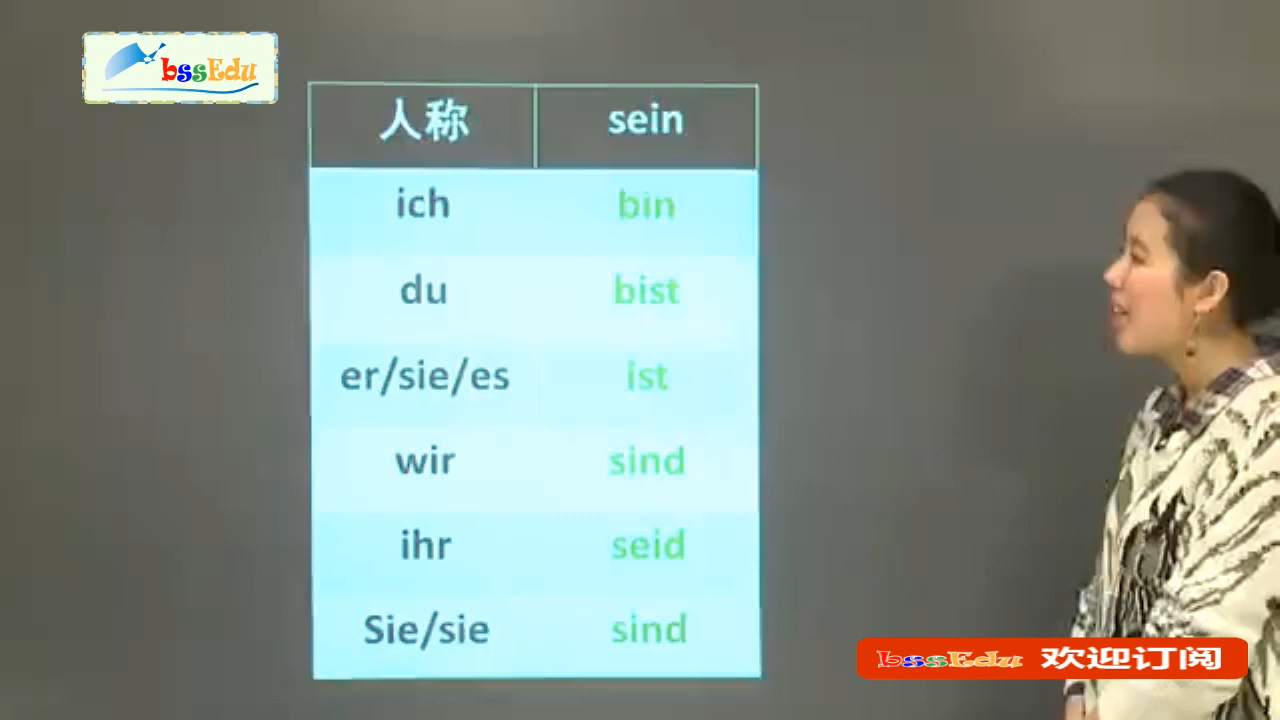 bssEdu
人称 sein
ich bin
du bist
er/sie/es ist
wir sind
ihr seid
Sie/sie sind
bssEdu 欢迎订阅